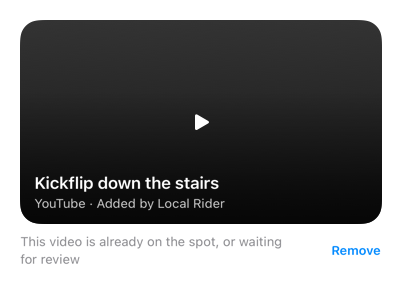 Kickflip down the stairs
YouTube · Added by Local Rider
This video is already on the spot, or waiting
for review
Remove